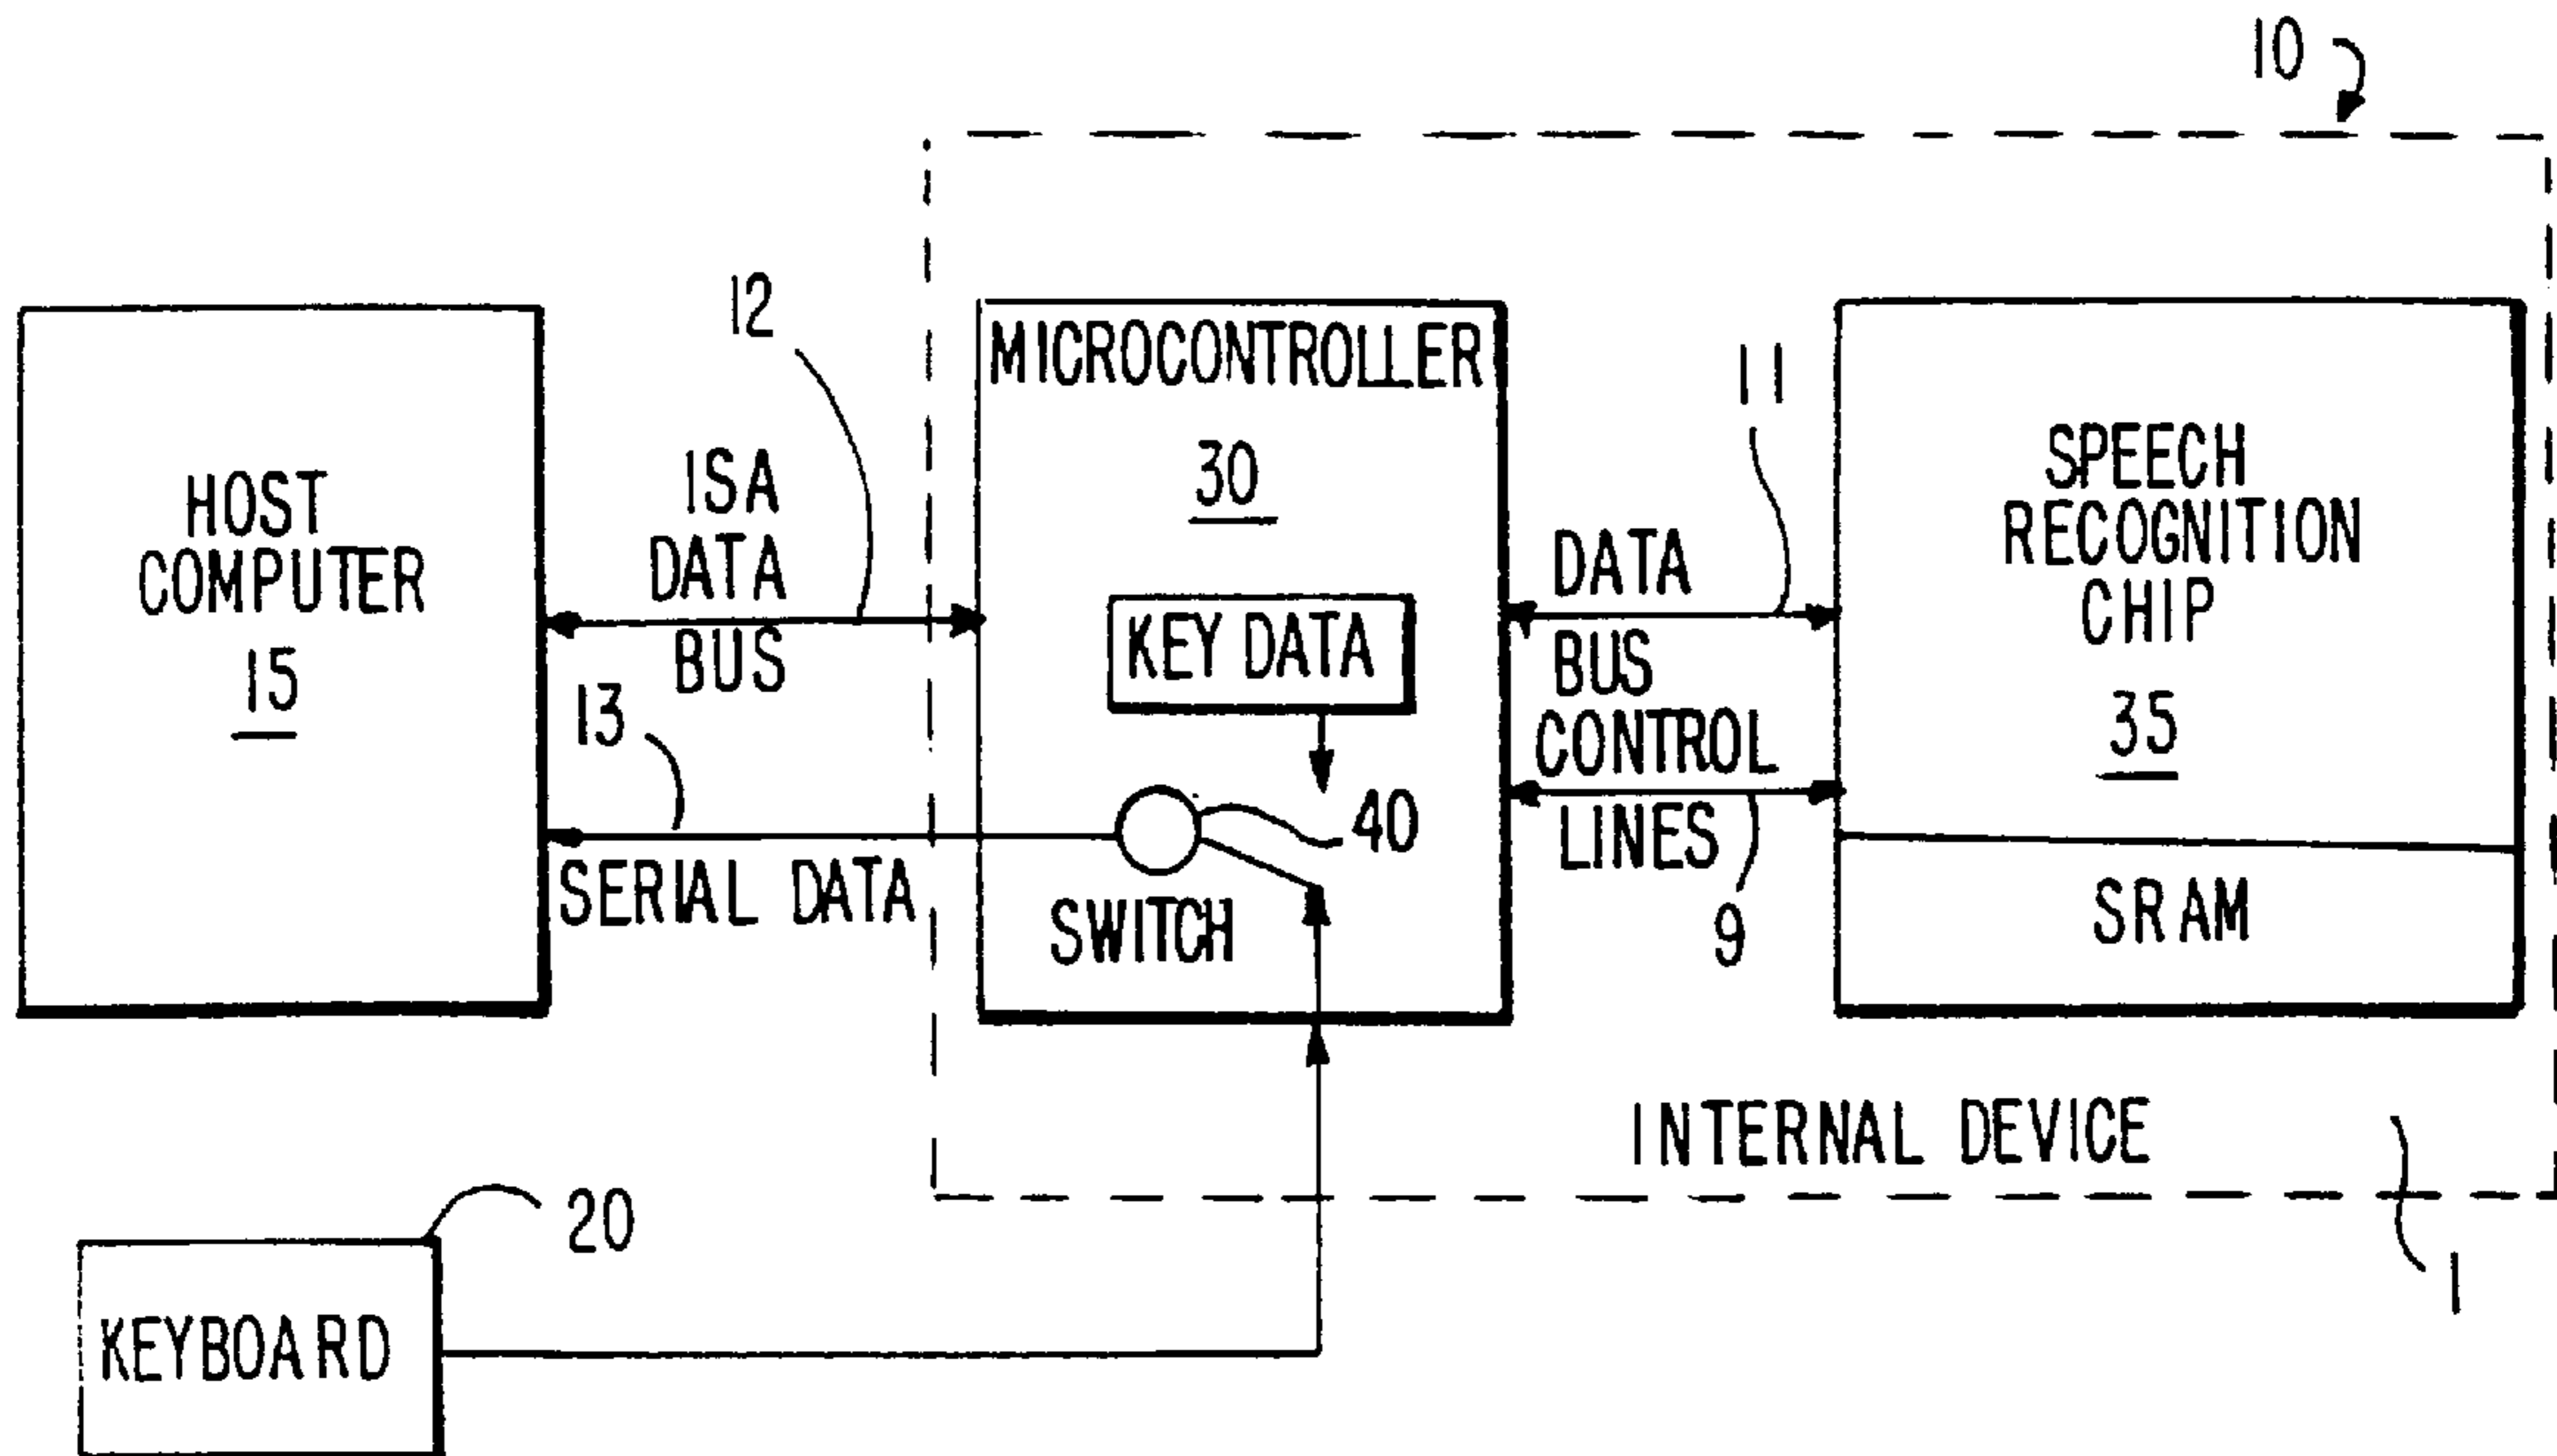 10
HOST
COMPUTER
15
12
ISA
DATA
BUS
13
SERIAL DATA
MICROCONTROLLER
30
KEY DATA
40
SWITCH
11
DATA
BUS
CONTROL
LINES
9
SPEECH
RECOGNITION
CHIP
35
SRAM
INTERNAL DEVICE
1
20
KEYBOARD